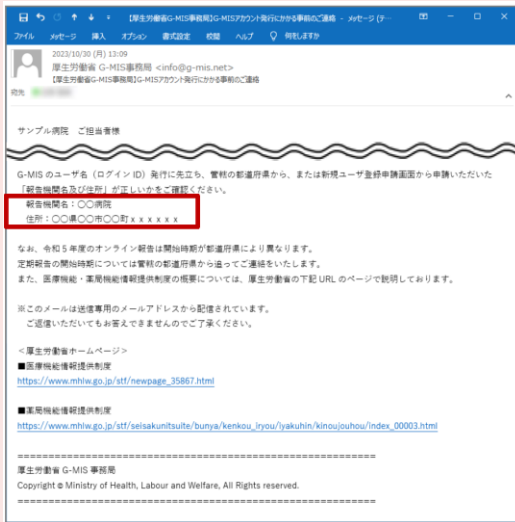 【厚生労働省G-MIS事務局】G-MISアカウント発行にかかる事前のご連絡 - メッセージ (テ…
ファイル メッセージ 挿入 オプション 書式設定 校閲 ヘルプ 何をしますか
2023/10/30 (月) 13:09
厚生労働省 G-MIS事務局 <info@g-mis.net>
【厚生労働省G-MIS事務局】G-MISアカウント発行にかかる事前のご連絡
宛先
サンプル病院 ご担当者様
G-MIS のユーザ名（ログイン ID）発行に先立ち、管轄の都道府県から、または新規ユーザ登録申請画面から申請いただいた
「報告機関名及び住所」が正しいかをご確認ください。
報告機関名：〇〇病院
住所：〇〇県〇〇市〇〇町ｘｘｘｘｘｘ
なお、令和５年度のオンライン報告は開始時期が都道府県により異なります。
定期報告の開始時期については管轄の都道府県から追ってご連絡をいたします。
また、医療機能・薬局機能情報提供制度の概要については、厚生労働省の下記 URL のページで説明しております。
※このメールは送信専用のメールアドレスから配信されています。
ご返信いただいてもお答えできませんのでご了承ください。
＜厚生労働省ホームページ＞
■医療機能情報提供制度
https://www.mhlw.go.jp/stf/newpage_35867.html
■薬局機能情報提供制度
https://www.mhlw.go.jp/stf/seisakunitsuite/bunya/kenkou_iryou/iyakuhin/kinoujouhou/index_00003.html
============================================================
厚生労働省 G-MIS 事務局
Copyright © Ministry of Health, Labour and Welfare, All Rights reserved.
============================================================